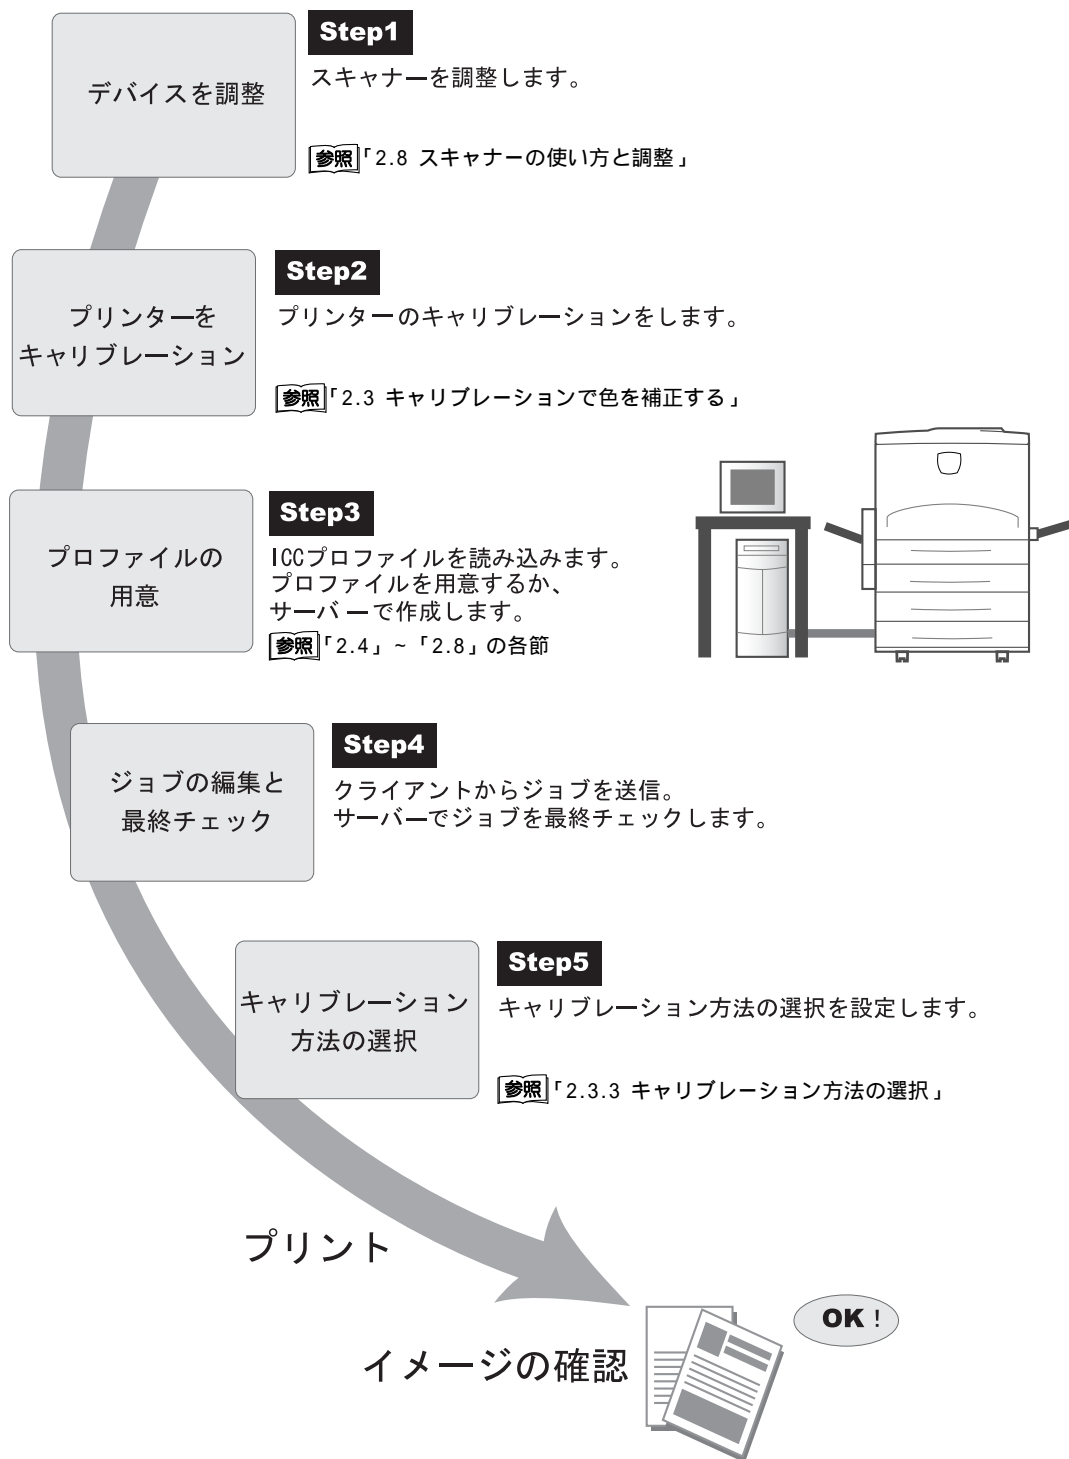 デバイスを調整
Step1
スキャナーを調整します。
参照「2.8 スキャナーの使い方と調整」
プリンターを
キャリブレーション
Step2
プリンターのキャリブレーションをします。
参照「2.3 キャリブレーションで色を補正する」
プロファイルの
用意
Step3
ICCプロファイルを読み込みます。
プロファイルを用意するか、
サーバーで作成します。
参照「2.4」~「2.8」の各節
ジョブの編集と
最終チェック
Step4
クライアントからジョブを送信。
サーバーでジョブを最終チェックします。
キャリブレーション
方法の選択
Step5
キャリブレーション方法の選択を設定します。
参照「2.3.3 キャリブレーション方法の選択」
プリント
OK！
イメージの確認